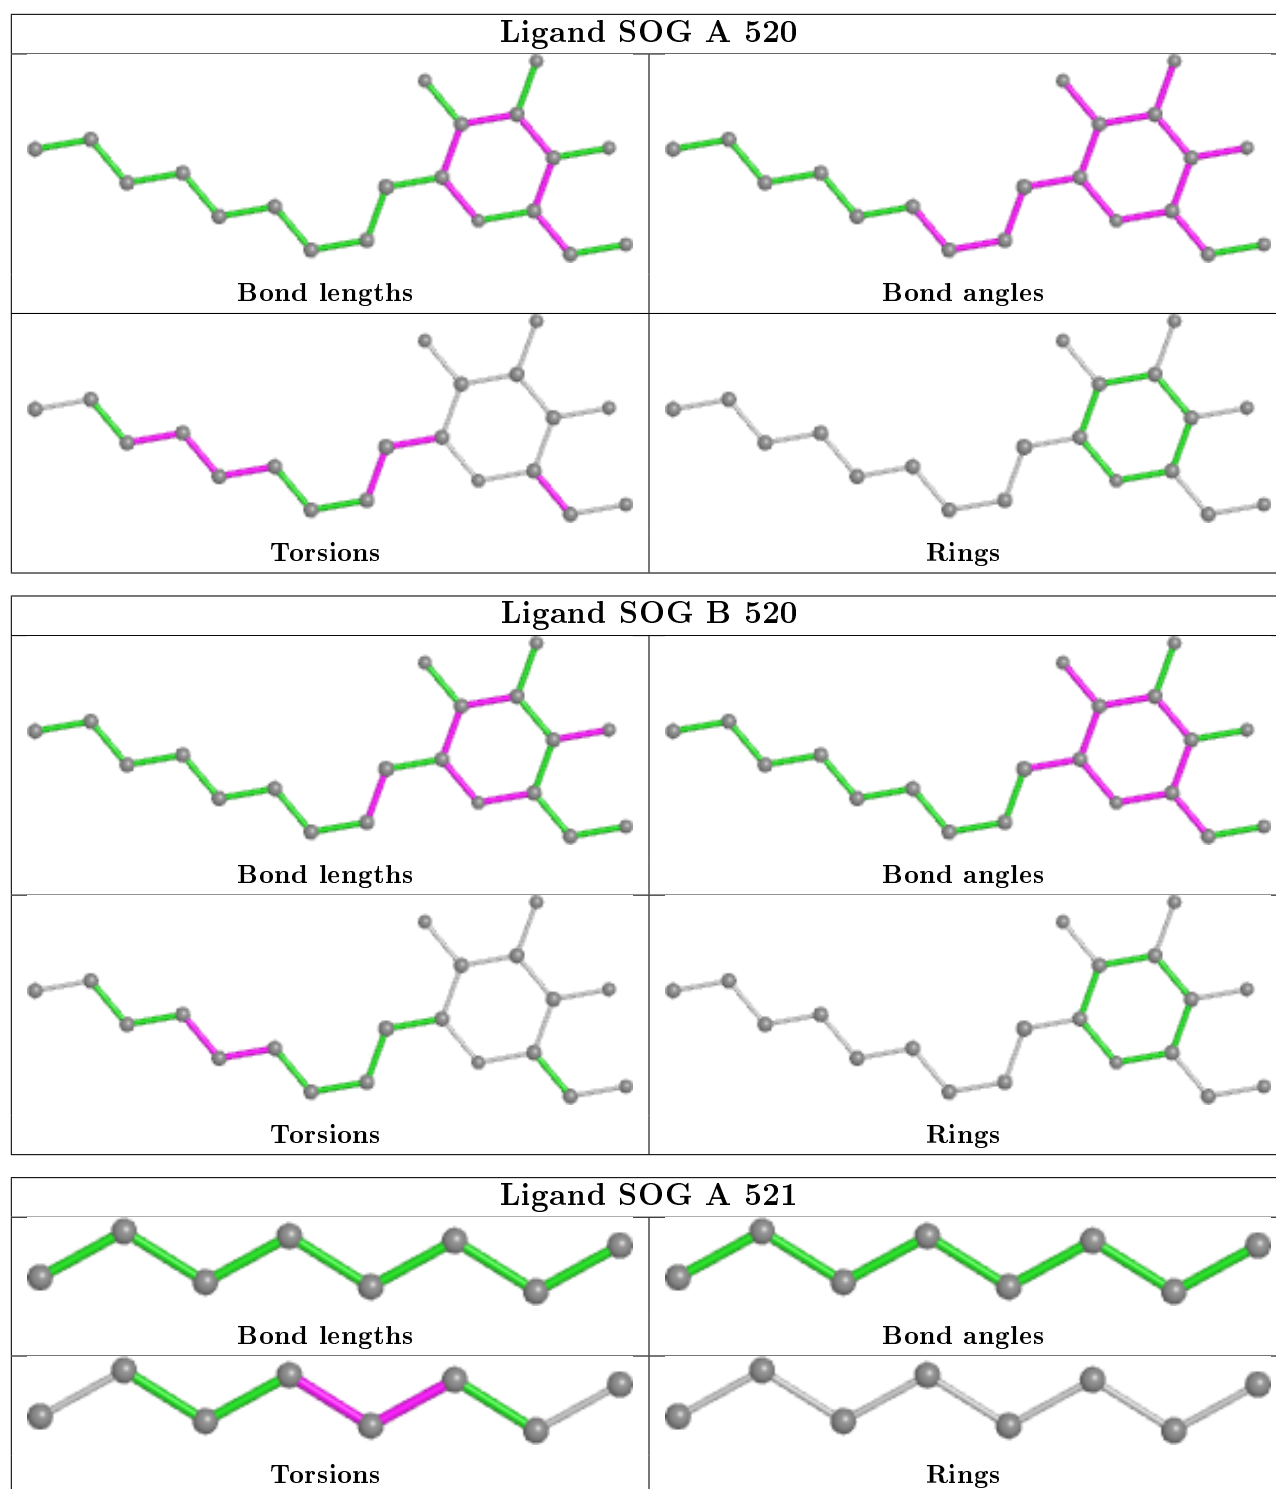 Ligand SOG A 520
Bond lengths
Bond angles
Torsions
Rings
Ligand SOG B 520
Bond lengths
Bond angles
Torsions
Rings
Ligand SOG A 521
Bond lengths
Bond angles
Torsions
Rings